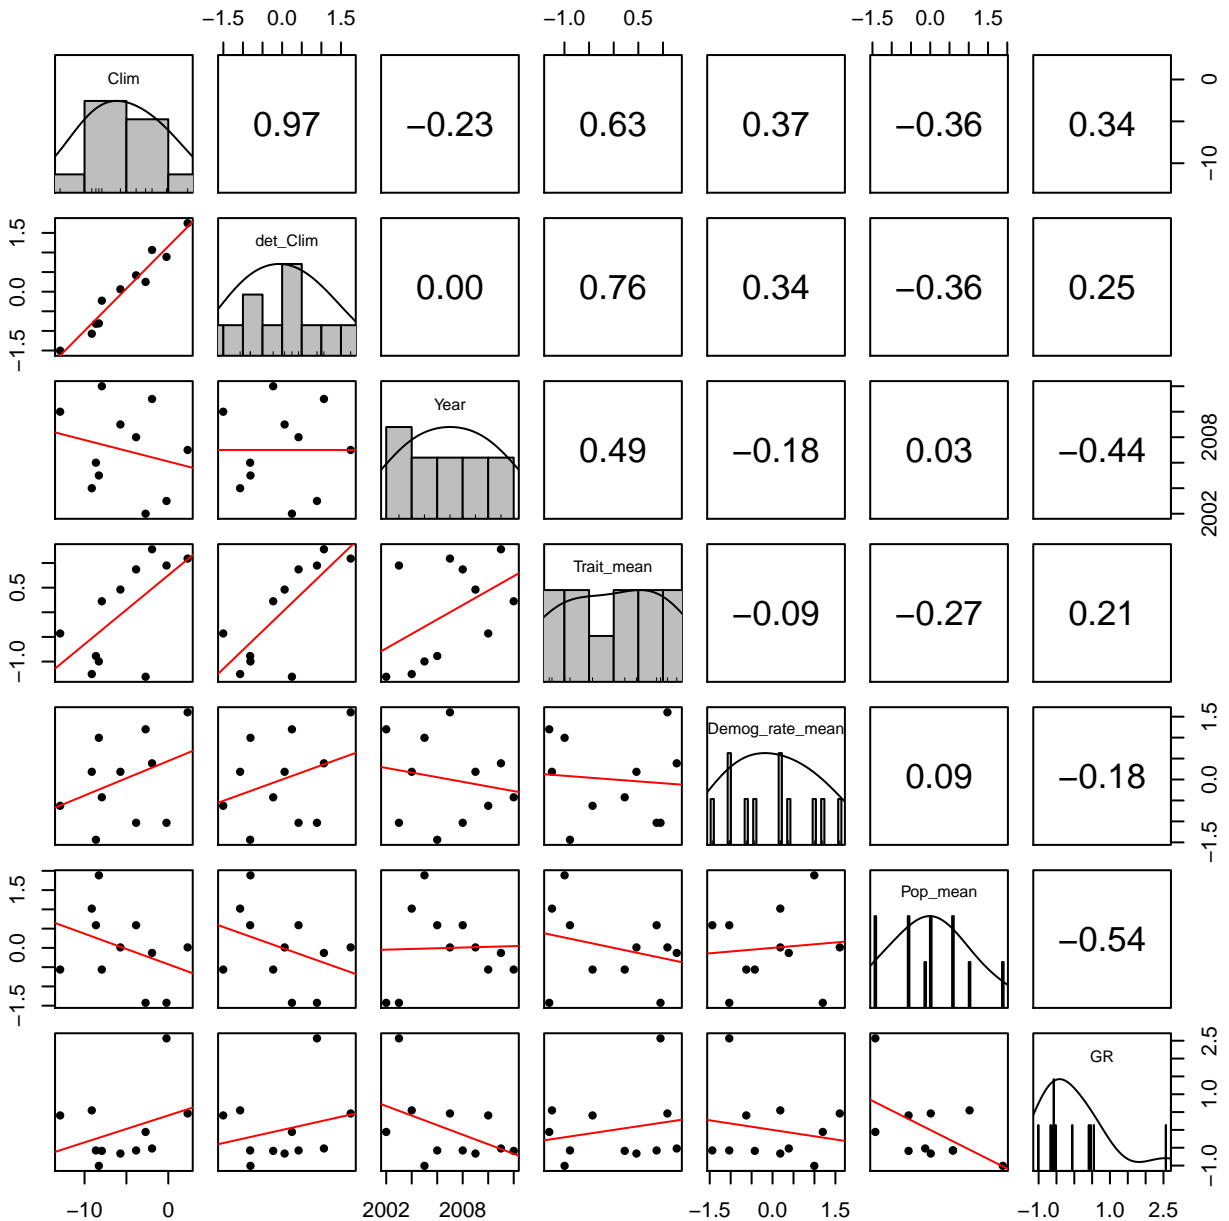 −1.5 0.0 1.5 −1.0 0.5 −1.5 0.0 1.5
Clim 0.97 −0.23 0.63 0.37 −0.36 0.34
−10 0
−1.5 0.0 1.5
det_Clim 0.00 0.76 0.34 −0.36 0.25
Year 0.49 −0.18 0.03 −0.44
2002 2008
−1.0 0.5
Trait_mean −0.09 −0.27 0.21
Demog_rate_mean 0.09 −0.18
−1.5 0.0 1.5
−1.5 0.0 1.5
Pop_mean −0.54
GR
−1.0 1.0 2.5
−10 0 2002 2008 −1.5 0.0 1.5 −1.0 1.0 2.5